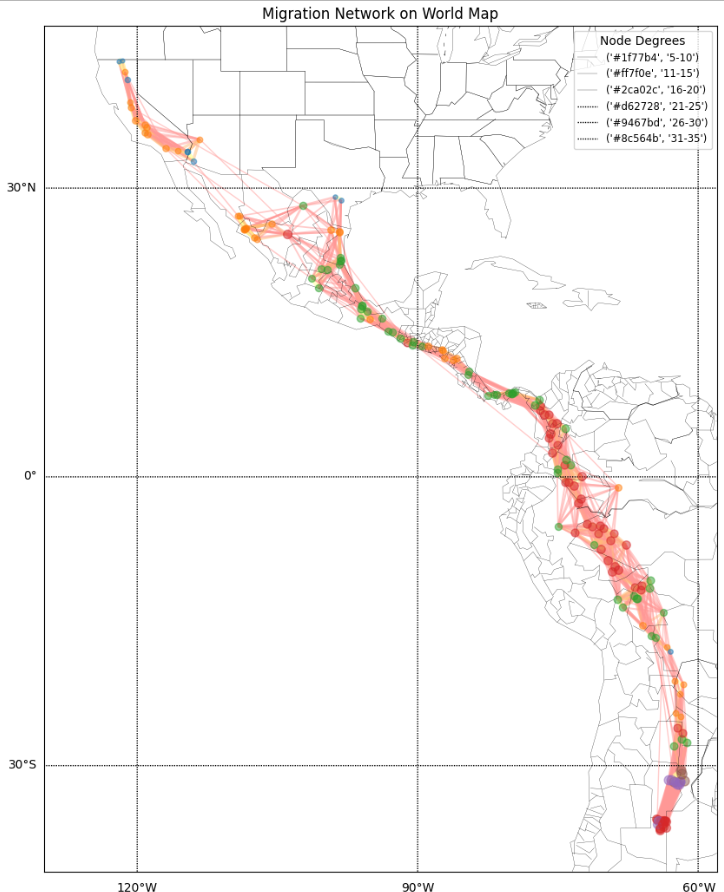 Migration Network on World Map
Node Degrees
('#1f77b4', '5-10')
('#ff7f0e', '11-15')
('#2ca02c', '16-20')
('#d62728', '21-25')
('#9467bd', '26-30')
('#8c564b', '31-35')
30°N
0°
30°S
120°W 90°W 60°W